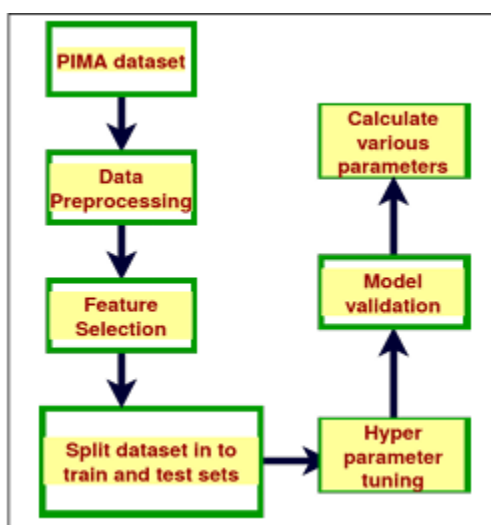 PIMA dataset
Data
Preprocessing
Feature
Selection
Split dataset in to
train and test sets
Hyper
parameter
tuning
Model
validation
Calculate
various
parameters